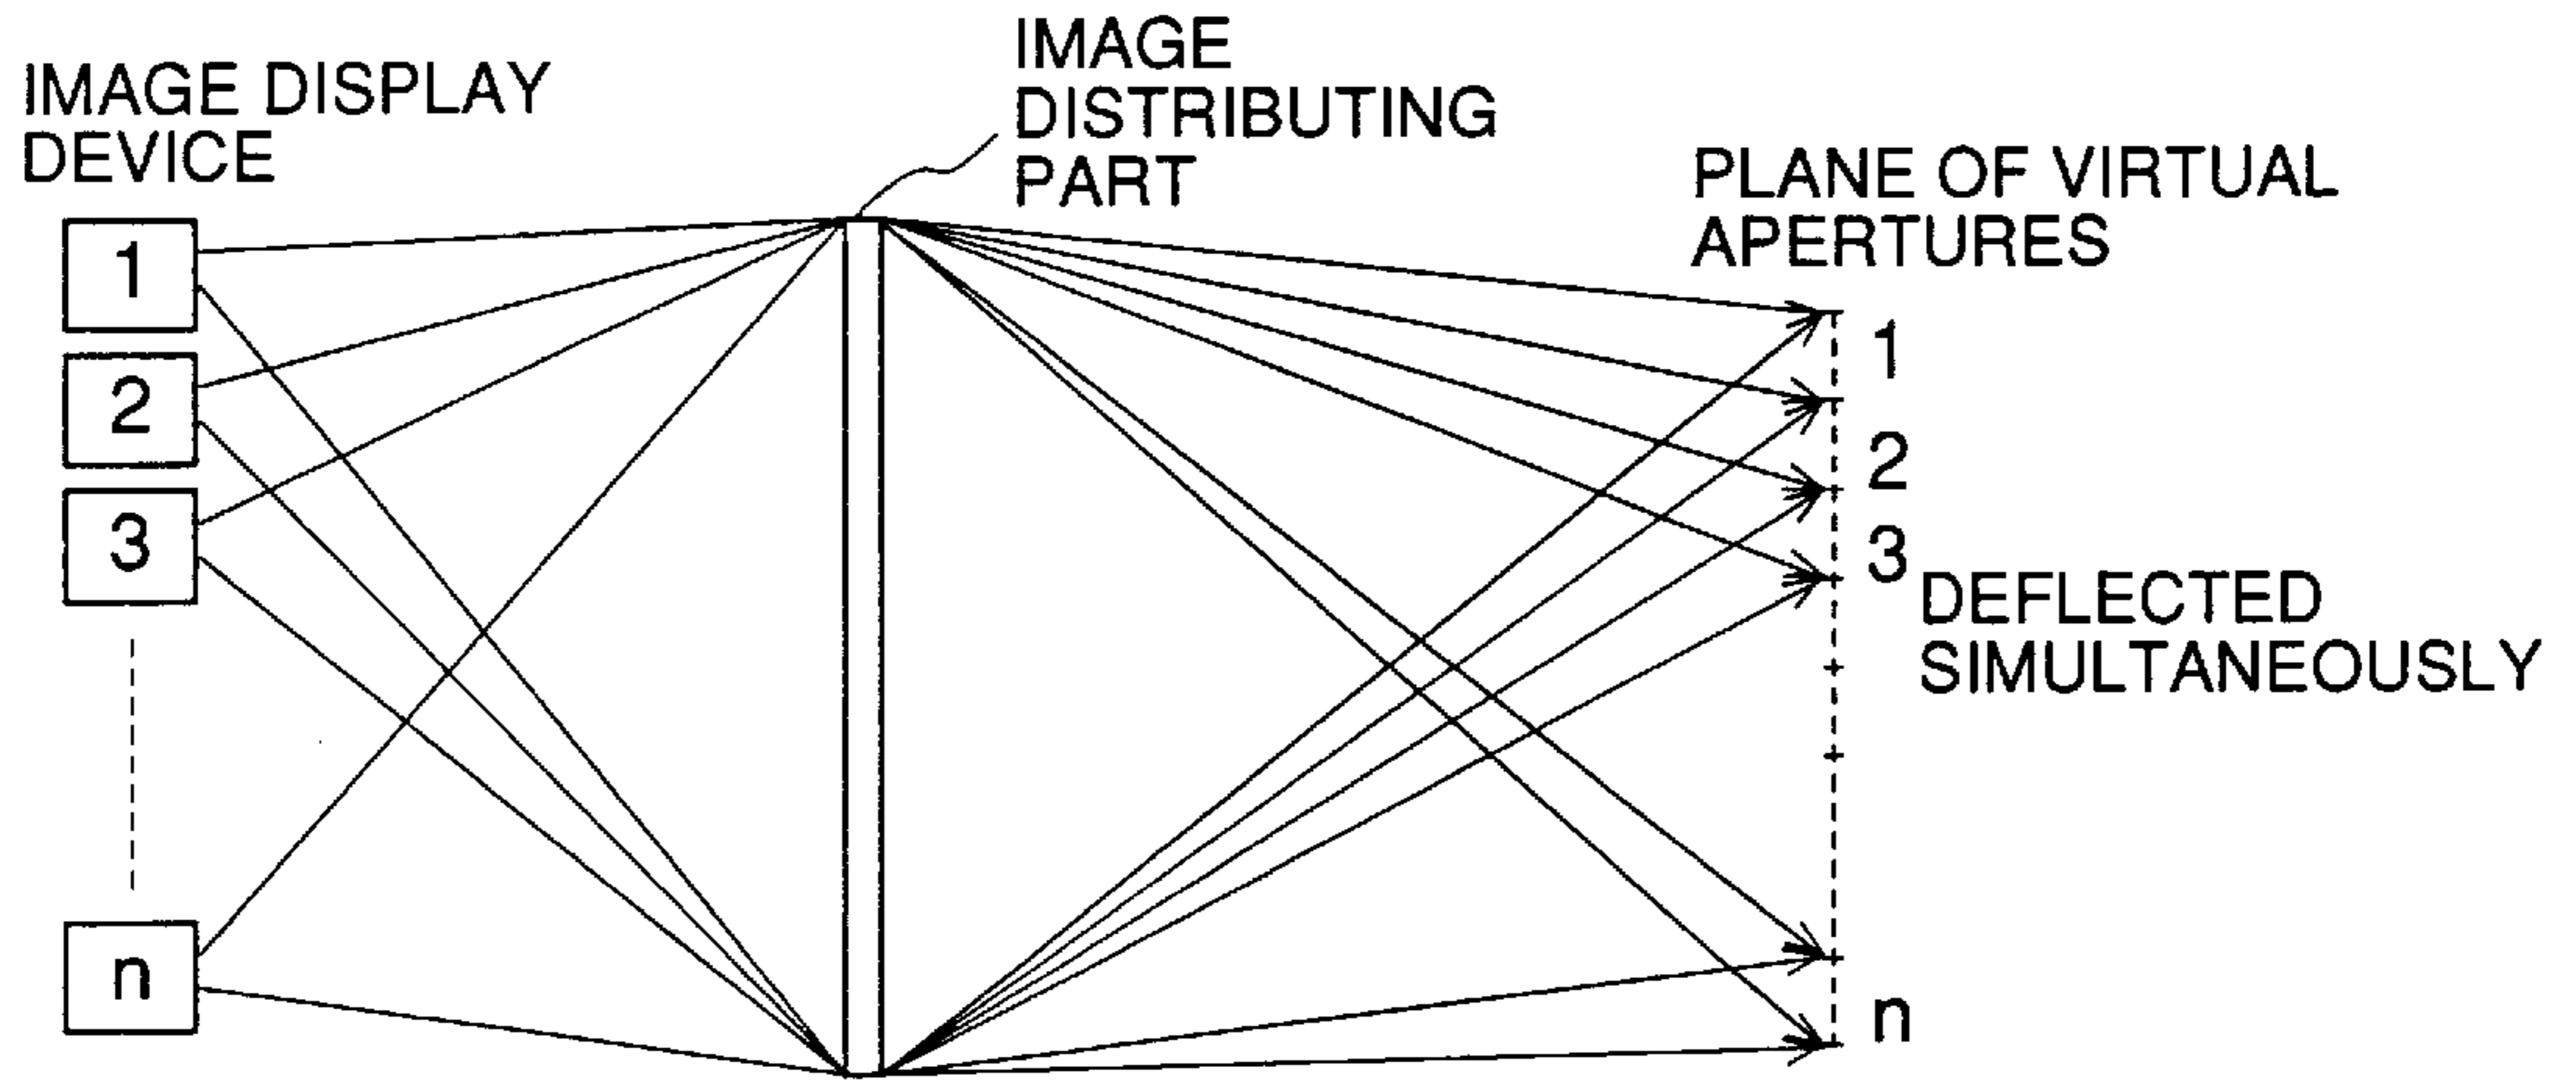 IMAGE DISPLAY
DEVICE
IMAGE
DISTRIBUTING
PART
PLANE OF VIRTUAL
APERTURES
1
2
3
n
1
2
3
DEFLECTED
SIMULTANEOUSLY
n